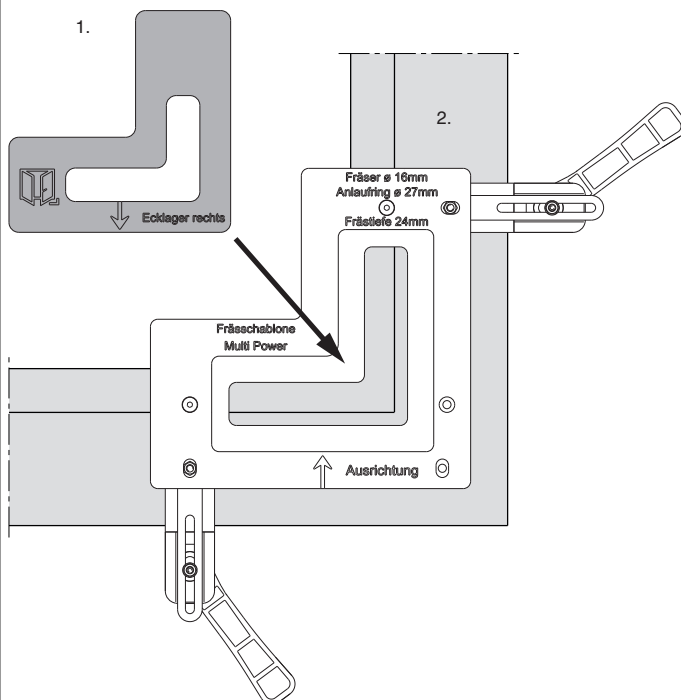 1.
Ecklager rechts
2.
Fräser ø 16mm
Anlaufring ø 27mm
Frästiefe 24mm
Frässchablone
Multi Power
Ausrichtung